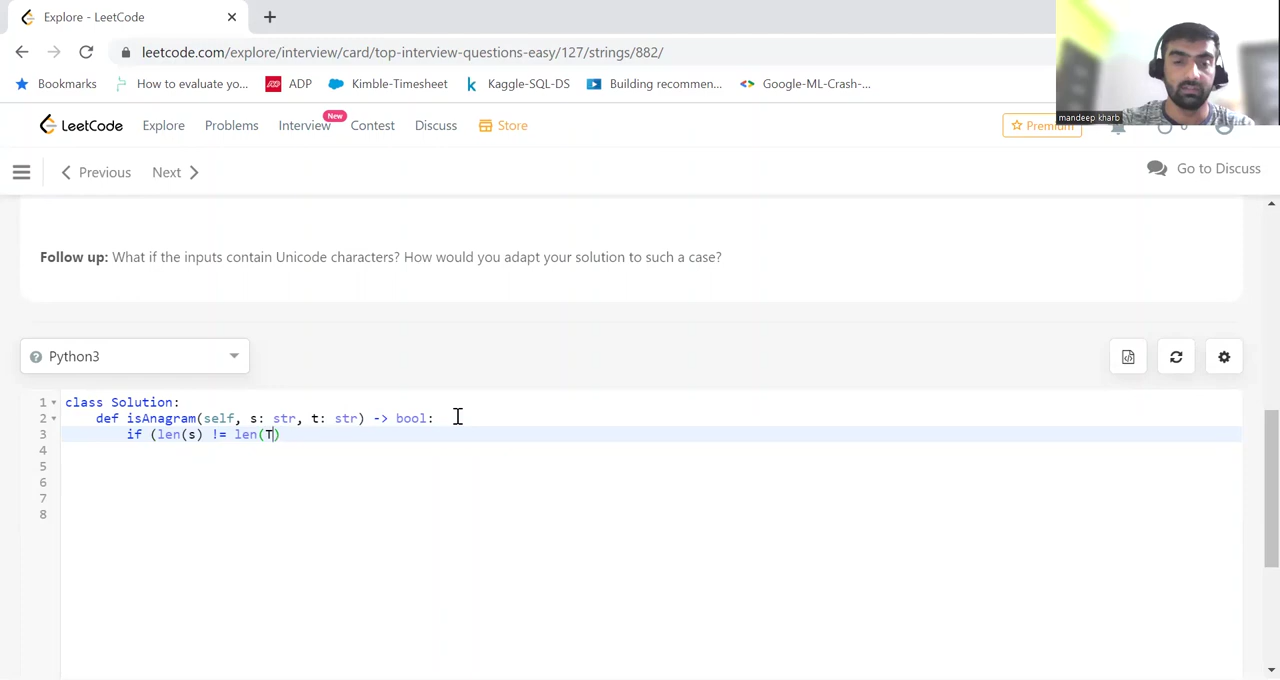 Explore - LeetCode
leetcode.com/explore/interview/card/top-interview-questions-easy/127/strings/882/
Bookmarks How to evaluate yo... ADP Kimble-Timesheet Kaggle-SQL-DS Building recommen... Google-ML-Crash-...
mandeep kharb
LeetCode Explore Problems Interview New Contest Discuss Store Premium 0
Previous Next Go to Discuss
Follow up: What if the inputs contain Unicode characters? How would you adapt your solution to such a case?
Python3
1 class Solution:
2 def isAnagram(self, s: str, t: str) -> bool:
3 if (len(s) != len(T)
4
5
6
7
8